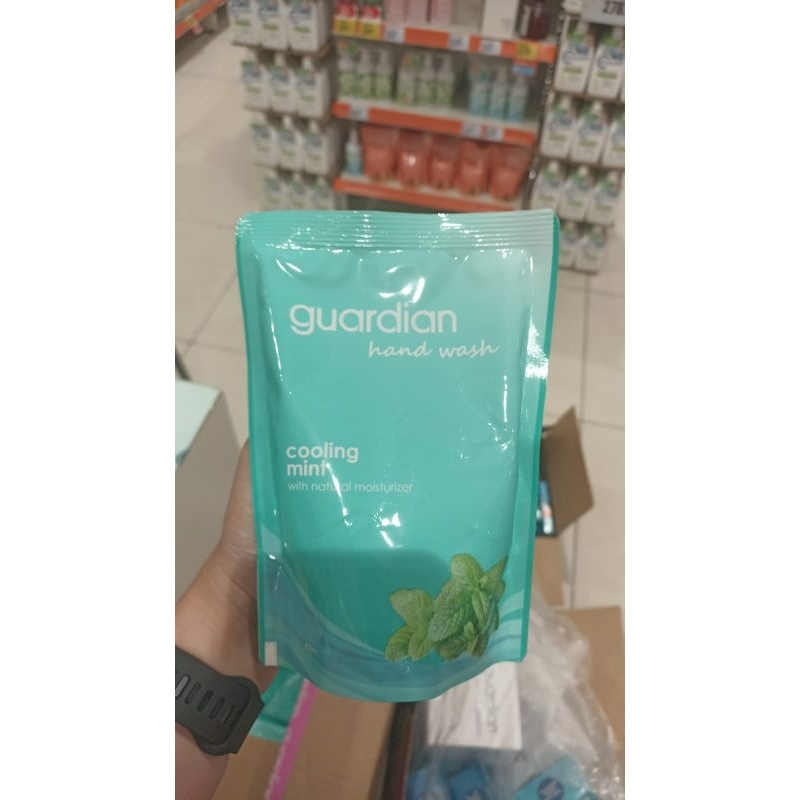 guardian
hand wash
cooling
mint
with natural moisturizer